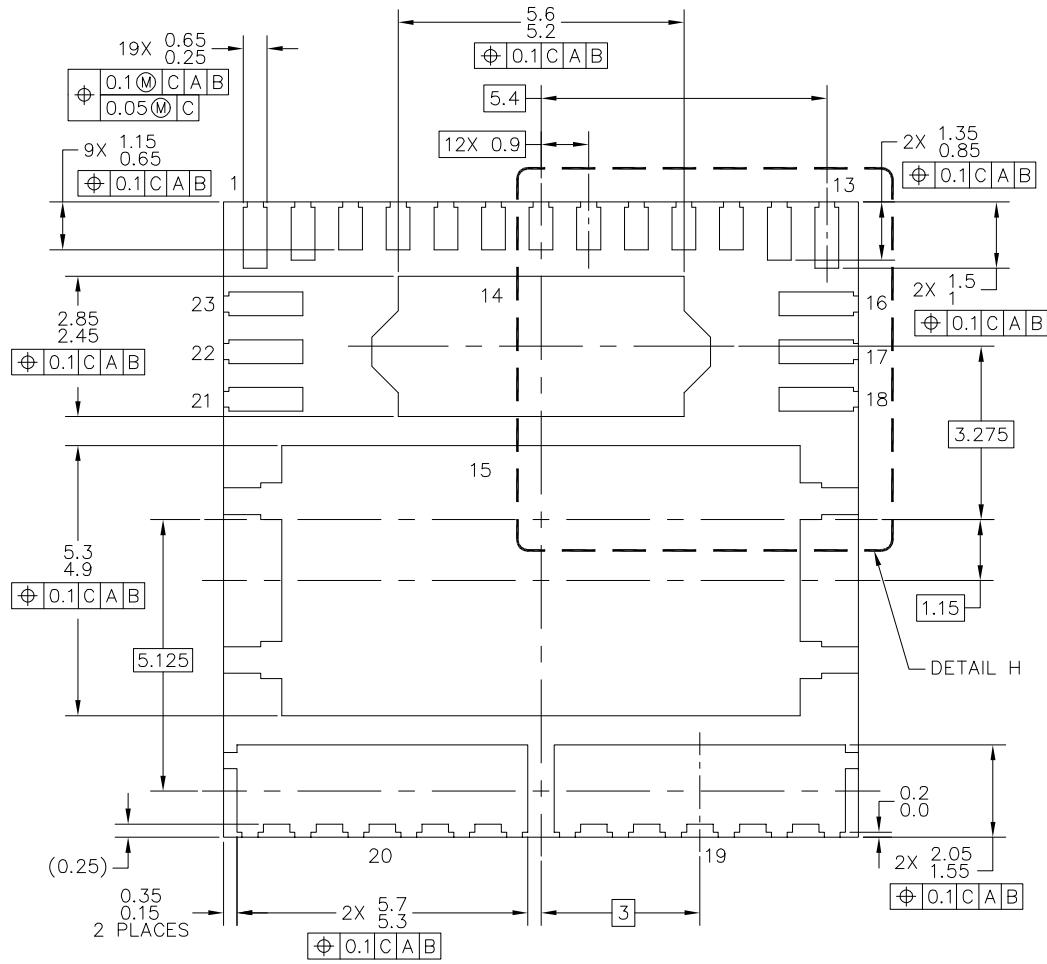 5.6
5.2
⌖ 0.1 C A B
19X 0.65
0.25
⌖ 0.1 Ⓜ C A B
0.05 Ⓜ C
5.4
12X 0.9
9X 1.15
0.65
⌖ 0.1 C A B
2X 1.35
0.85
⌖ 0.1 C A B
1
13
14
23
16
2X 1.5
1
⌖ 0.1 C A B
2.85
2.45
⌖ 0.1 C A B
22
17
21
18
3.275
15
5.3
4.9
⌖ 0.1 C A B
1.15
5.125
DETAIL H
0.2
0.0
(0.25)
20
19
2X 2.05
1.55
⌖ 0.1 C A B
0.35
0.15
2 PLACES
2X 5.7
5.3
⌖ 0.1 C A B
3